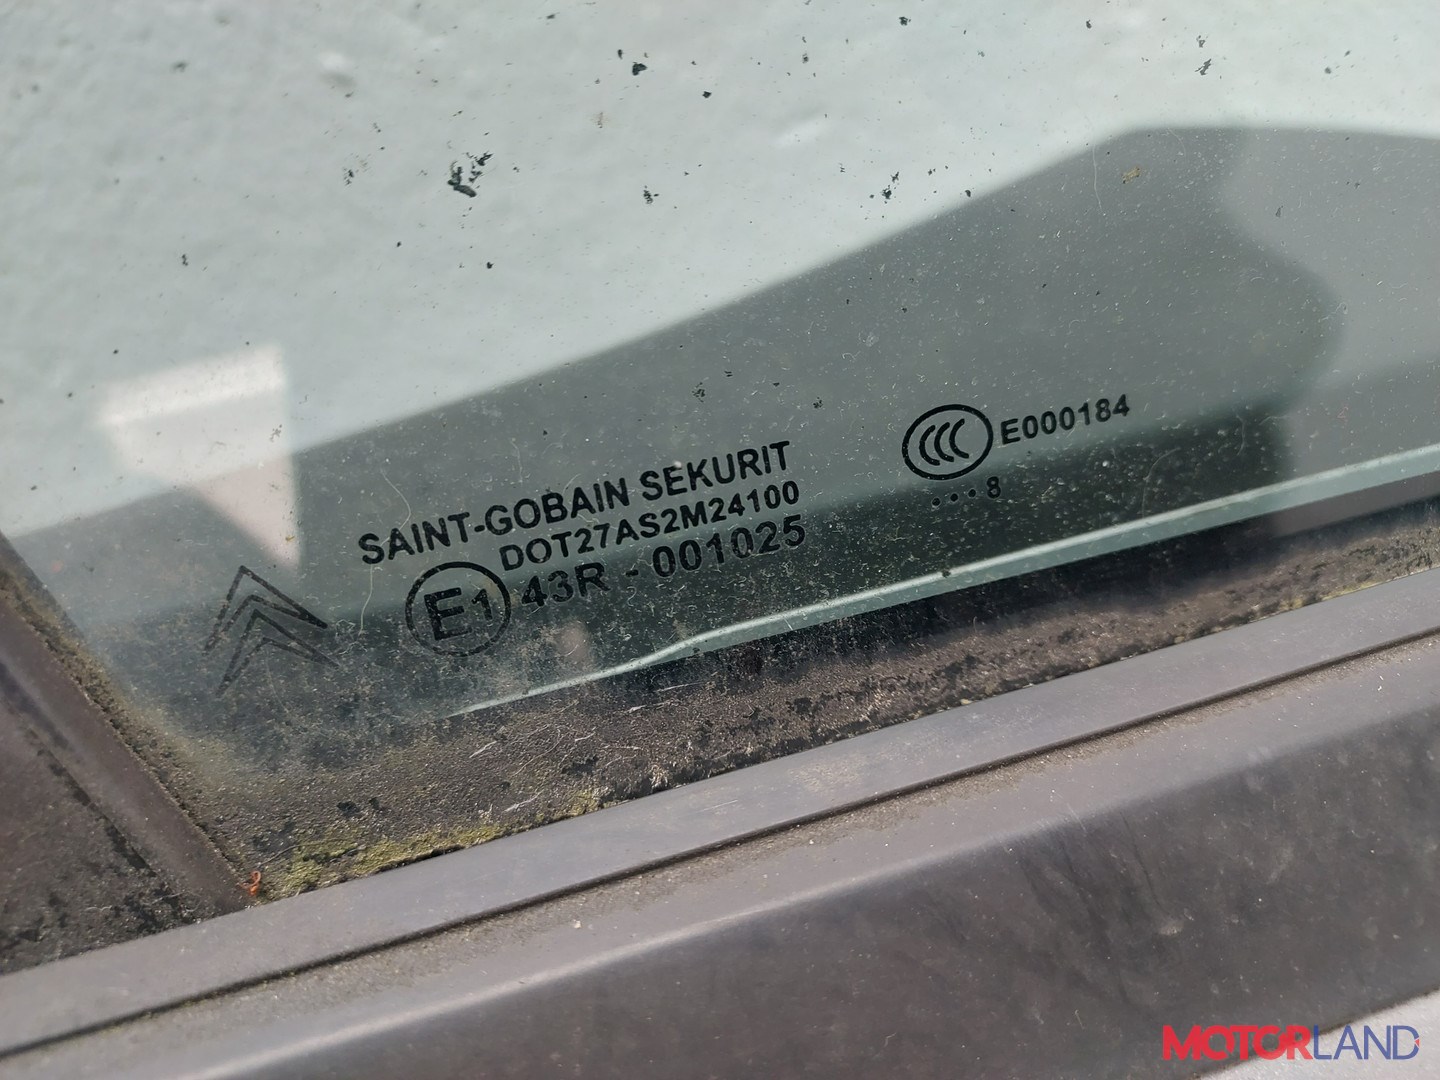 SAINT-GOBAIN SEKURIT
DOT27AS2M24100
E1 43R - 001025
CCC E000184
•••8
MOTORLAND